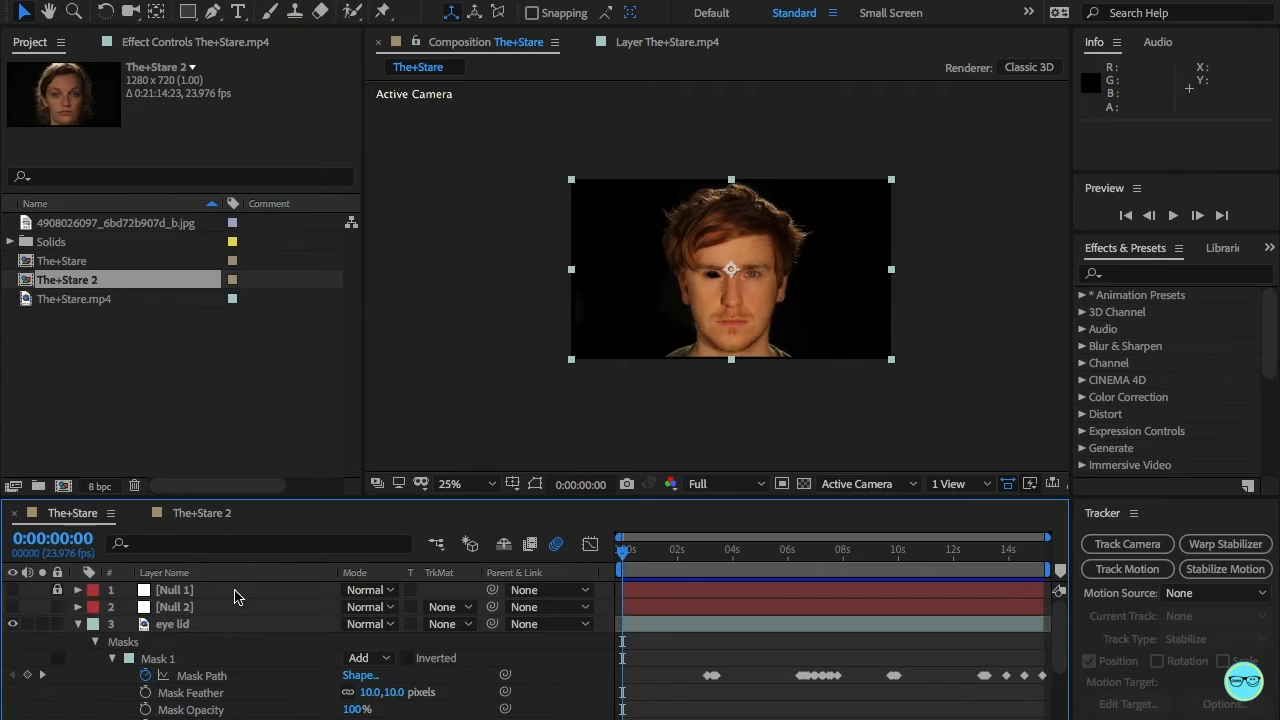 Snapping
Default
Standard
Small Screen
Search Help
Project
Effect Controls The+Stare.mp4
Composition The+Stare
Layer The+Stare.mp4
Info
Audio
The+Stare 2
1280 x 720 (1.00)
Δ 0:21:14:23, 23.976 fps
The+Stare
Renderer:
Classic 3D
R:
G:
B:
A:
X:
Y:
Active Camera
Preview
Name
Comment
4908026097_6bd72b907d_b.jpg
Solids
The+Stare
The+Stare 2
The+Stare.mp4
Effects & Presets
Librari
* Animation Presets
3D Channel
Audio
Blur & Sharpen
Channel
CINEMA 4D
Color Correction
Distort
Expression Controls
Generate
Immersive Video
8 bpc
25%
0:00:00:00
Full
Active Camera
1 View
The+Stare
The+Stare 2
Tracker
0:00:00:00
00000 (23.976 fps)
:00s 02s 04s 06s 08s 10s 12s 14s
Track Camera
Warp Stabilizer
Track Motion
Stabilize Motion
# Layer Name Mode T TrkMat Parent & Link
1 [Null 1] Normal None
2 [Null 2] Normal None None
3 eye lid Normal None None
Masks
Mask 1 Add Inverted
Mask Path Shape...
Mask Feather 10.0,10.0 pixels
Mask Opacity 100%
Motion Source: None
Current Track: None
Track Type: Stabilize
Position Rotation Scale
Motion Target:
Edit Target...
Options...